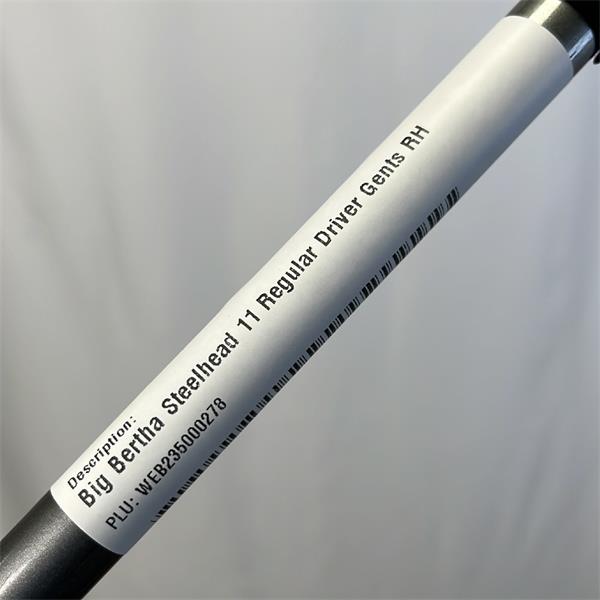 Description:
Big Bertha Steelhead 11 Regular Driver Gents RH
PLU: WEB235000278